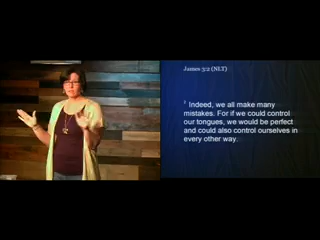 James 3:2 (NLT)
2 Indeed, we all make many
mistakes. For if we could control
our tongues, we would be perfect
and could also control ourselves in
every other way.